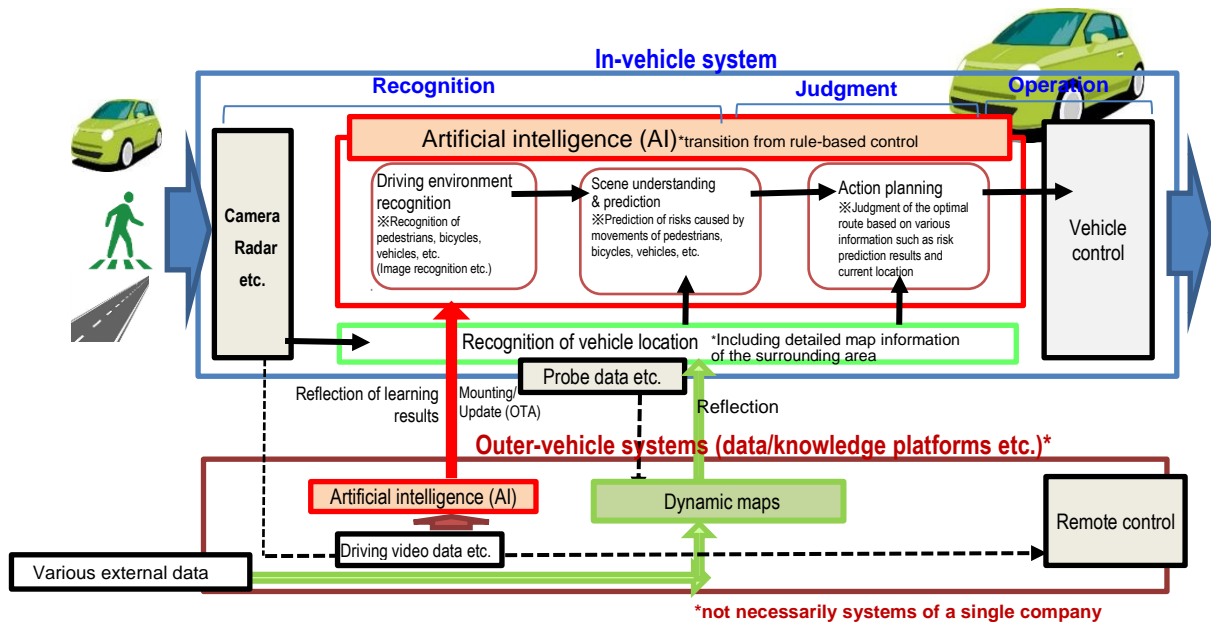 In-vehicle system
Recognition
Judgment
Operation
Artificial intelligence (AI)*transition from rule-based control
Camera
Radar
etc.
Driving environment
recognition
※Recognition of
pedestrians, bicycles,
vehicles, etc.
(Image recognition etc.)
Scene understanding
& prediction
※Prediction of risks caused by
movements of pedestrians,
bicycles, vehicles, etc.
Action planning
※Judgment of the optimal
route based on various
information such as risk
prediction results and
current location
Vehicle
control
Recognition of vehicle location
*Including detailed map information
of the surrounding area
Probe data etc.
Reflection of learning
results
Mounting/
Update (OTA)
Reflection
Outer-vehicle systems (data/knowledge platforms etc.)*
Artificial intelligence (AI)
Dynamic maps
Remote control
Driving video data etc.
Various external data
*not necessarily systems of a single company